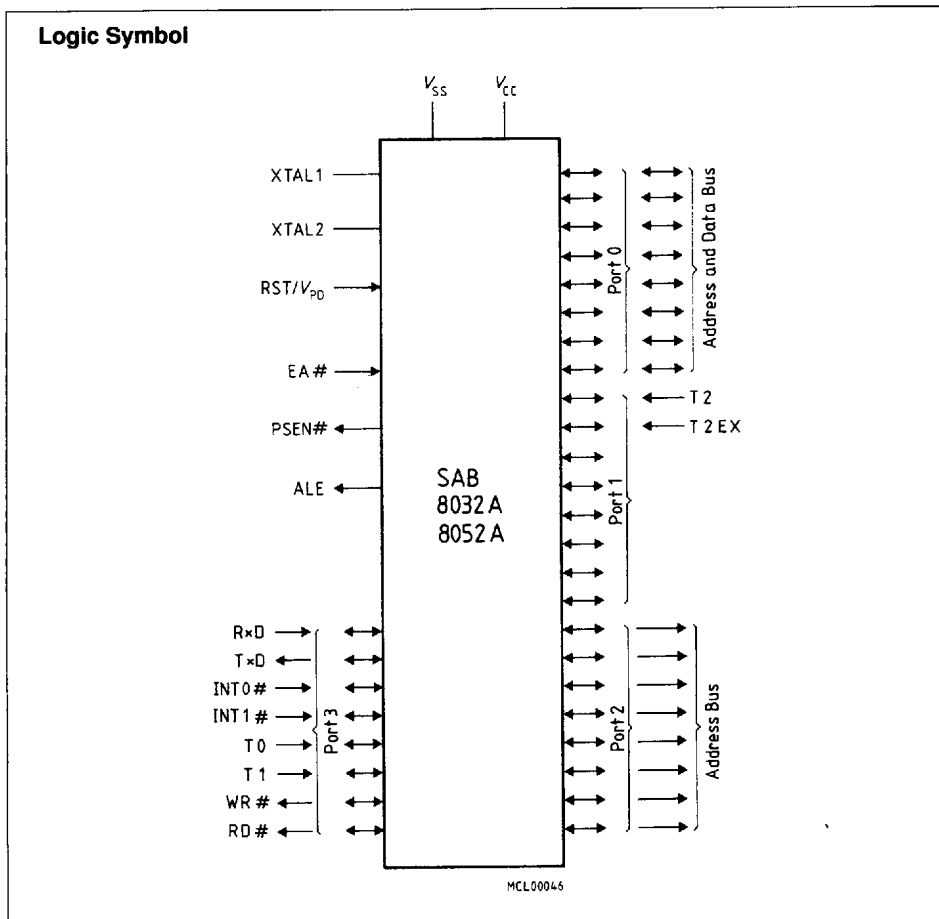 Logic Symbol
V_SS V_CC
XTAL1
XTAL2
RST/V_PD
EA#
PSEN#
ALE
SAB
8032A
8052A
Port 0
Address and Data Bus
T2
T2EX
Port 1
RxD
TxD
INT0#
INT1#
T0
T1
WR#
RD#
Port 3
Port 2
Address Bus
MCL00046